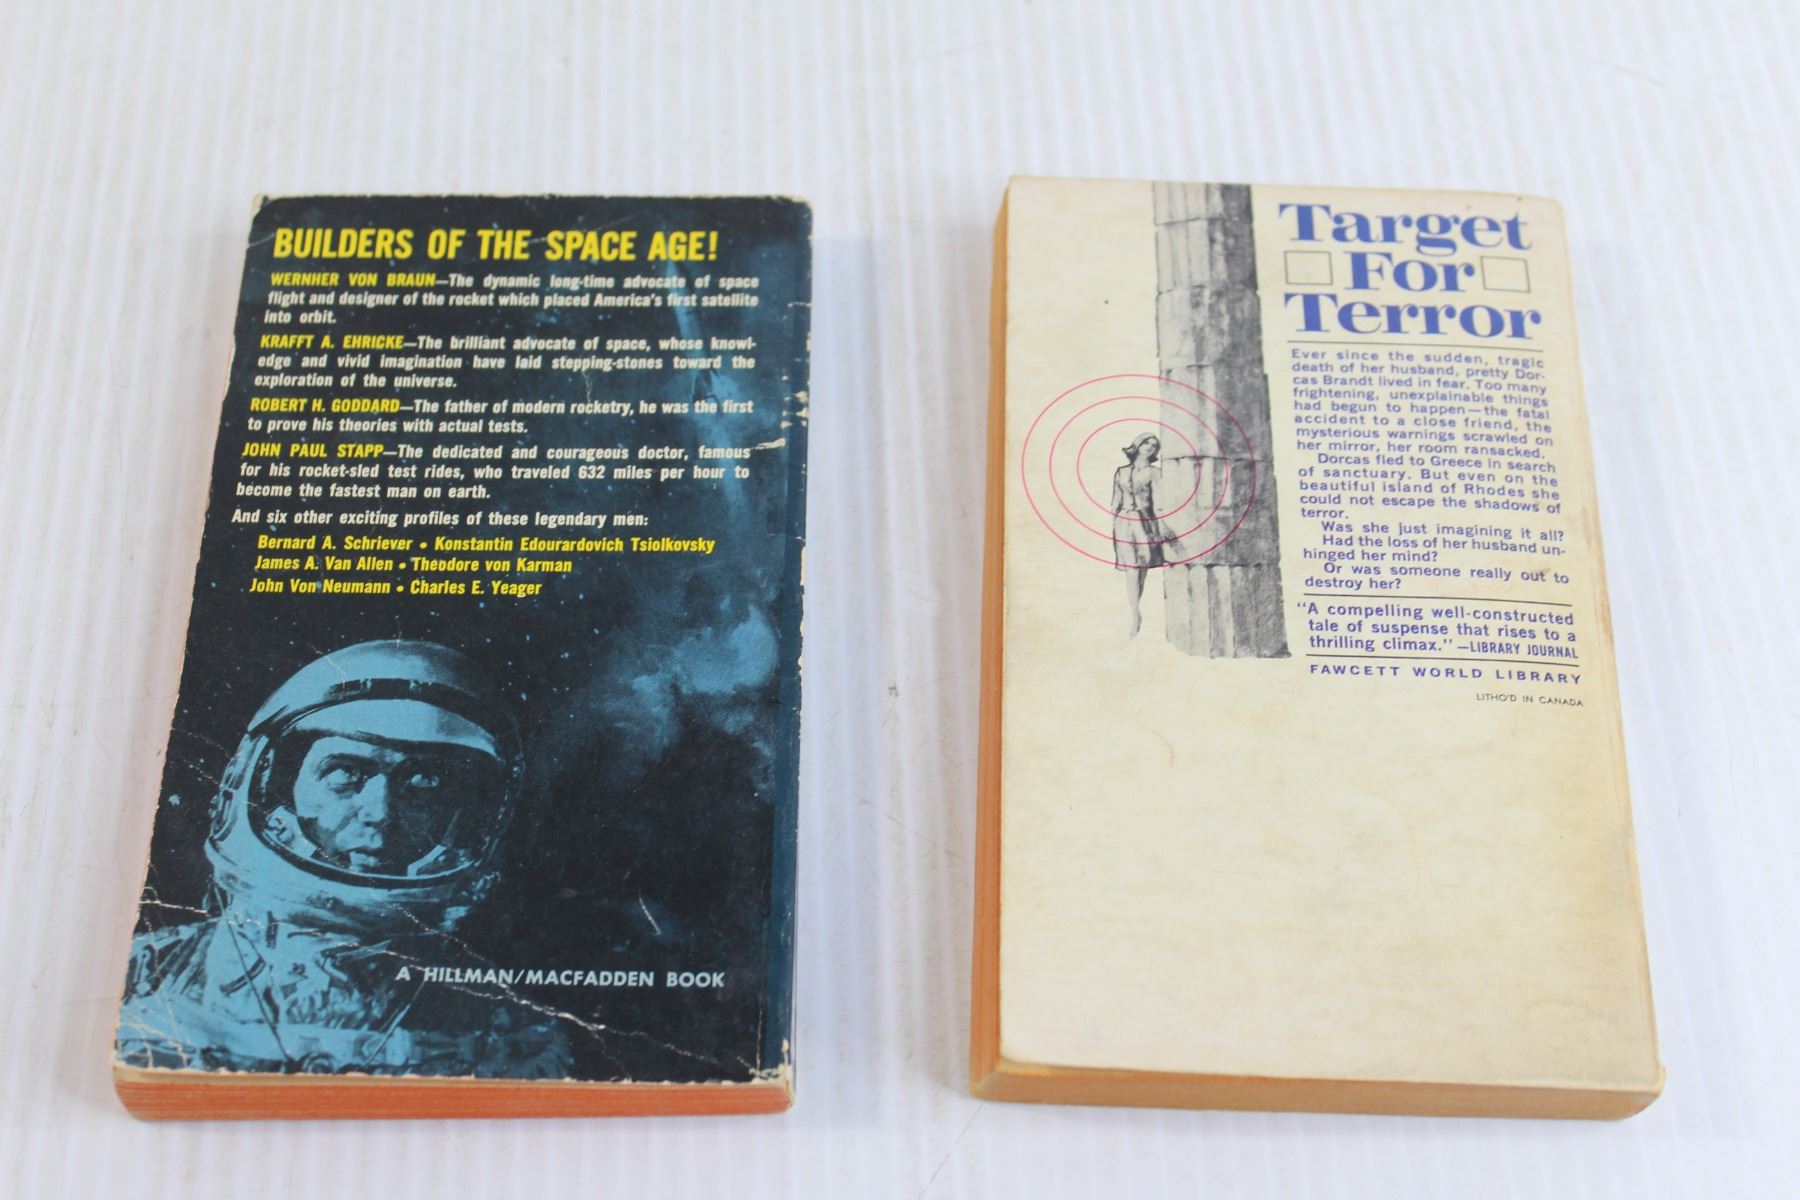 BUILDERS OF THE SPACE AGE!
WERNHER VON BRAUN—The dynamic long-time advocate of space
flight and designer of the rocket which placed America's first satellite
into orbit.
KRAFFT A. EHRICKE—The brilliant advocate of space, whose knowl-
edge and vivid imagination have laid stepping-stones toward the
exploration of the universe.
ROBERT H. GODDARD—The father of modern rocketry, he was the first
to prove his theories with actual tests.
JOHN PAUL STAPP—The dedicated and courageous doctor, famous
for his rocket-sled test rides, who traveled 632 miles per hour to
become the fastest man on earth.
And six other exciting profiles of these legendary men:
Bernard A. Schriever • Konstantin Edourardovich Tsiolkovsky
James A. Van Allen • Theodore von Karman
John Von Neumann • Charles E. Yeager
A HILLMAN/MACFADDEN BOOK
Target
For
Terror
Ever since the sudden, tragic
death of her husband, pretty Dor-
cas Brandt lived in fear. Too many
frightening, unexplainable things
had begun to happen—the fatal
accident to a close friend, the
mysterious warnings scrawled on
her mirror, her room ransacked.
Dorcas fled to Greece in search
of sanctuary. But even on the
beautiful island of Rhodes she
could not escape the shadows of
terror.
Was she just imagining it all?
Had the loss of her husband un-
hinged her mind?
Or was someone really out to
destroy her?
"A compelling well-constructed
tale of suspense that rises to a
thrilling climax." —LIBRARY JOURNAL
FAWCETT WORLD LIBRARY
LITHO'D IN CANADA